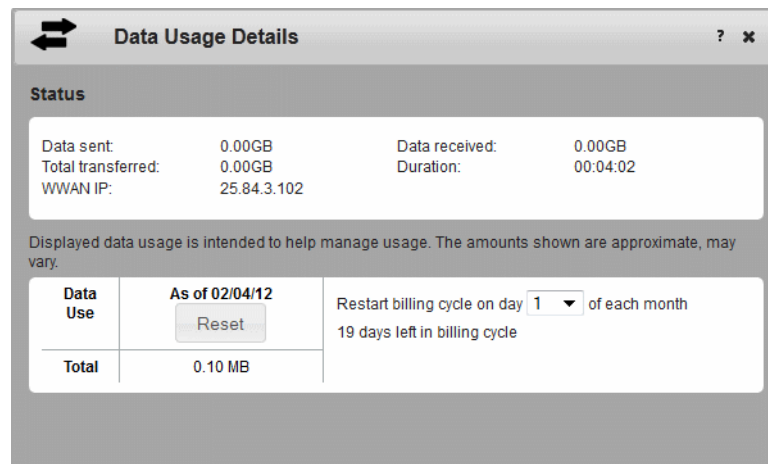 Data Usage Details ? ✖
Status
Data sent: 0.00GB Data received: 0.00GB
Total transferred: 0.00GB Duration: 00:04:02
WWAN IP: 25.84.3.102
Displayed data usage is intended to help manage usage. The amounts shown are approximate, may
vary.
Data As of 02/04/12
Use Reset
Restart billing cycle on day 1 of each month
19 days left in billing cycle
Total 0.10 MB